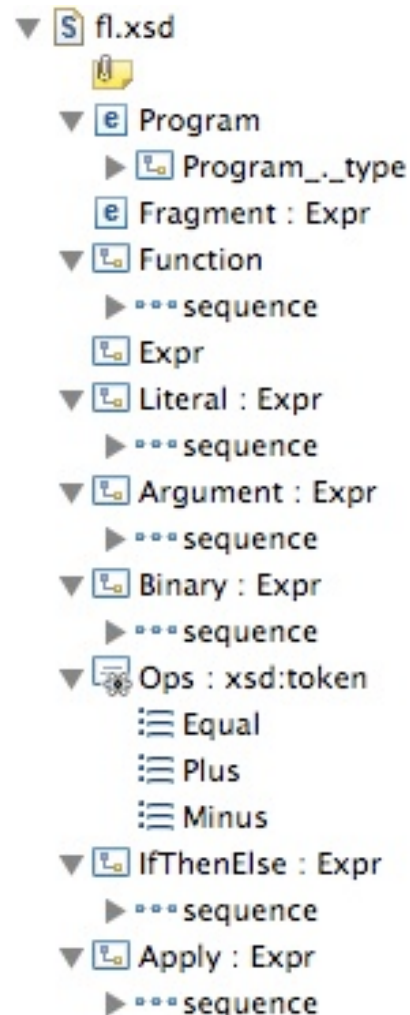 S fl.xsd
e Program
Program_._type
e Fragment : Expr
Function
sequence
Expr
Literal : Expr
sequence
Argument : Expr
sequence
Binary : Expr
sequence
Ops : xsd:token
Equal
Plus
Minus
IfThenElse : Expr
sequence
Apply : Expr
sequence